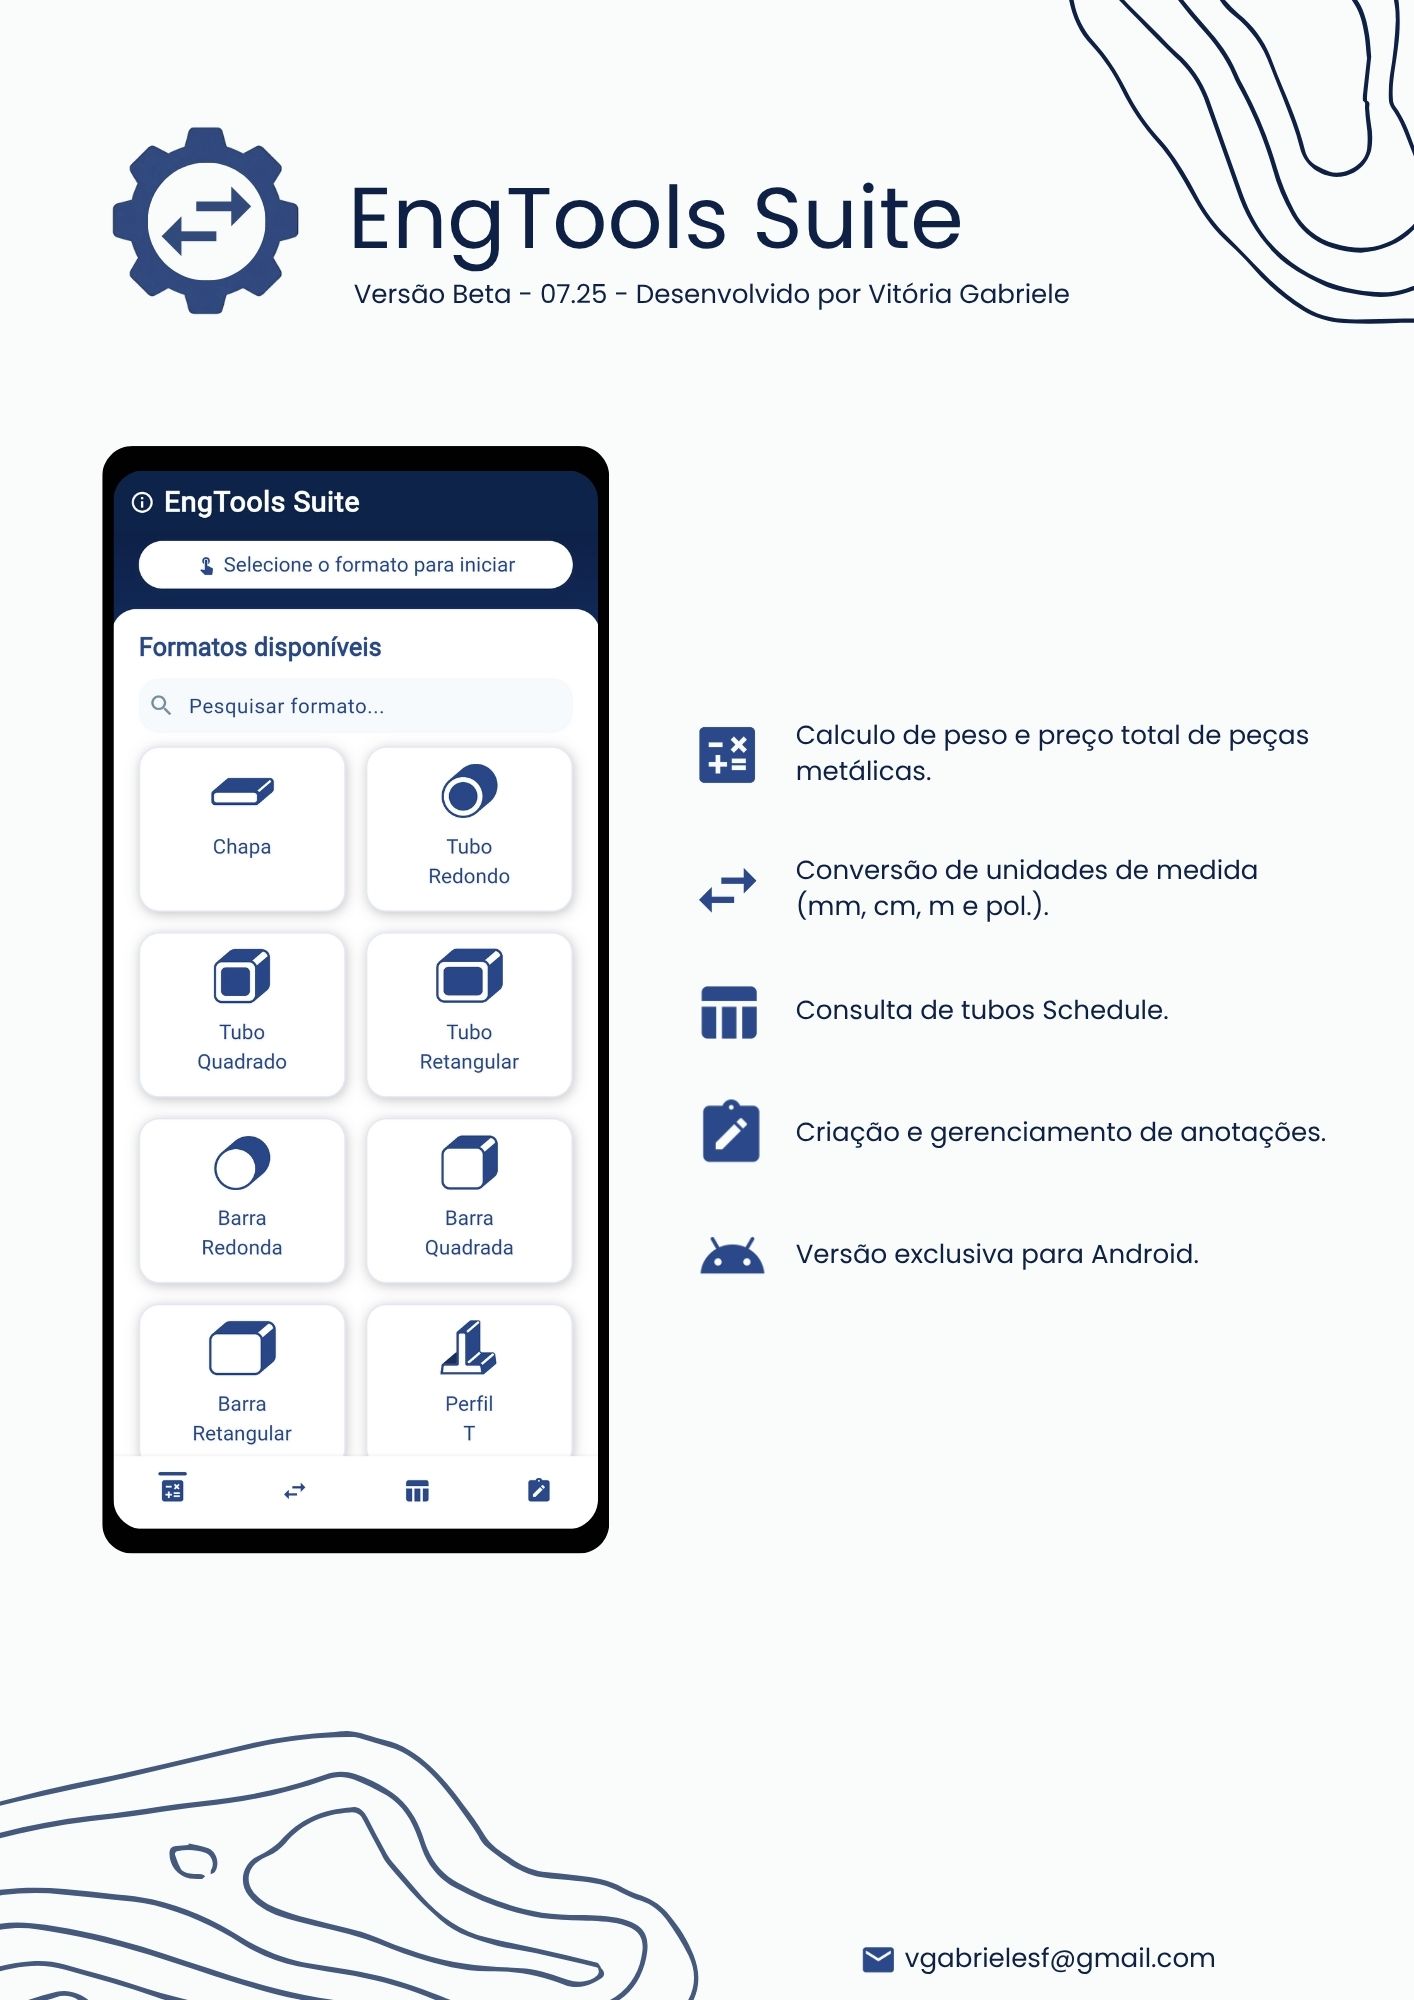 EngTools Suite
Versão Beta - 07.25 - Desenvolvido por Vitória Gabriele
EngTools Suite
Selecione o formato para iniciar
Formatos disponíveis
Pesquisar formato...
Chapa
Tubo
Redondo
Tubo
Quadrado
Tubo
Retangular
Barra
Redonda
Barra
Quadrada
Barra
Retangular
Perfil
T
Calculo de peso e preço total de peças
metálicas.
Conversão de unidades de medida
(mm, cm, m e pol.).
Consulta de tubos Schedule.
Criação e gerenciamento de anotações.
Versão exclusiva para Android.
vgabrielesf@gmail.com